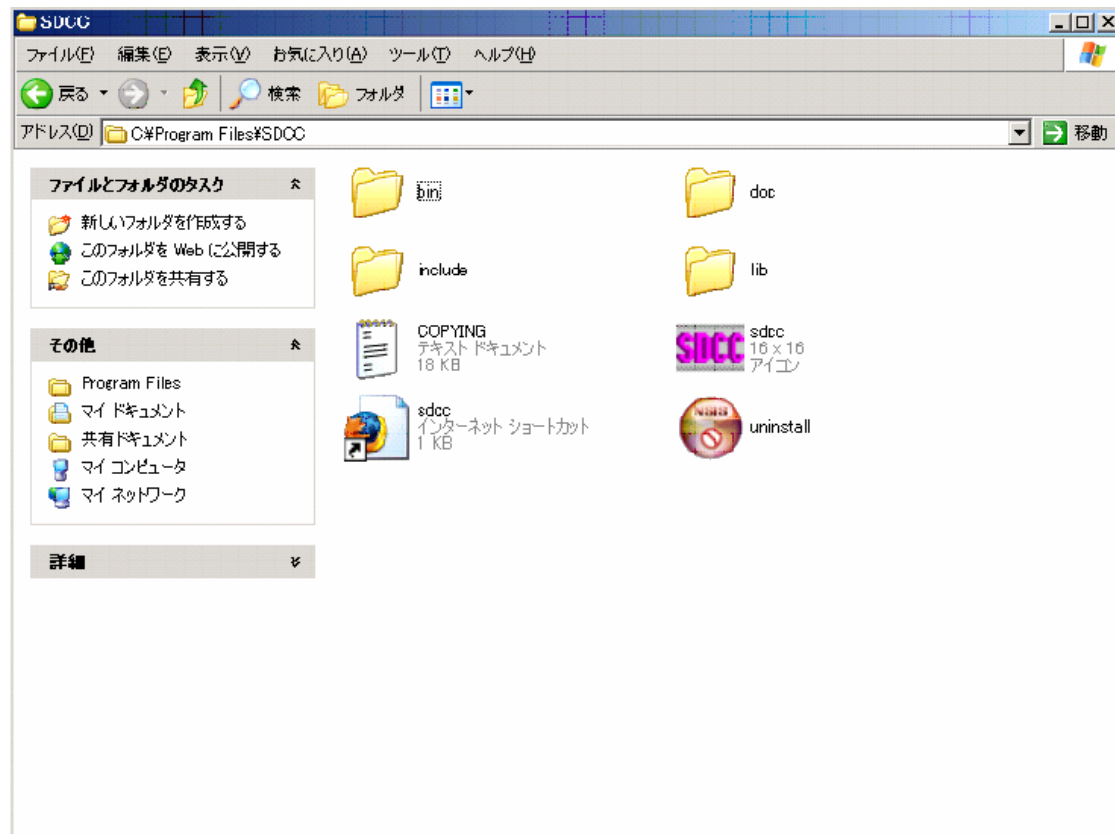 SDCC
ファイル(F) 編集(E) 表示(V) お気に入り(A) ツール(T) ヘルプ(H)
戻る 検索 フォルダ
アドレス(D) C:¥Program Files¥SDCC 移動
ファイルとフォルダのタスク
新しいフォルダを作成する
このフォルダを Web に公開する
このフォルダを共有する
その他
Program Files
マイ ドキュメント
共有ドキュメント
マイ コンピュータ
マイ ネットワーク
詳細
bin
doc
include
lib
COPYING
テキスト ドキュメント
18 KB
SDCC
sdcc
16 x 16
アイコン
sdcc
インターネット ショートカット
1 KB
NSIS
uninstall